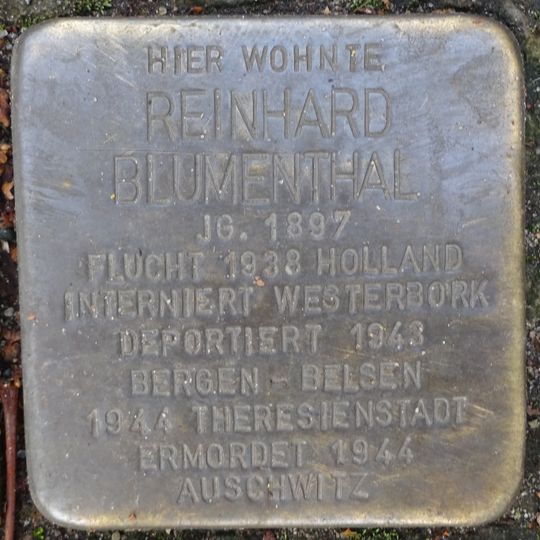 HIER WOHNTE
REINHARD
BLUMENTHAL
JG. 1897
FLUCHT 1938 HOLLAND
INTERNIERT WESTERBORK
DEPORTIERT 1943
BERGEN - BELSEN
1944 THERESIENSTADT
ERMORDET 1944
AUSCHWITZ